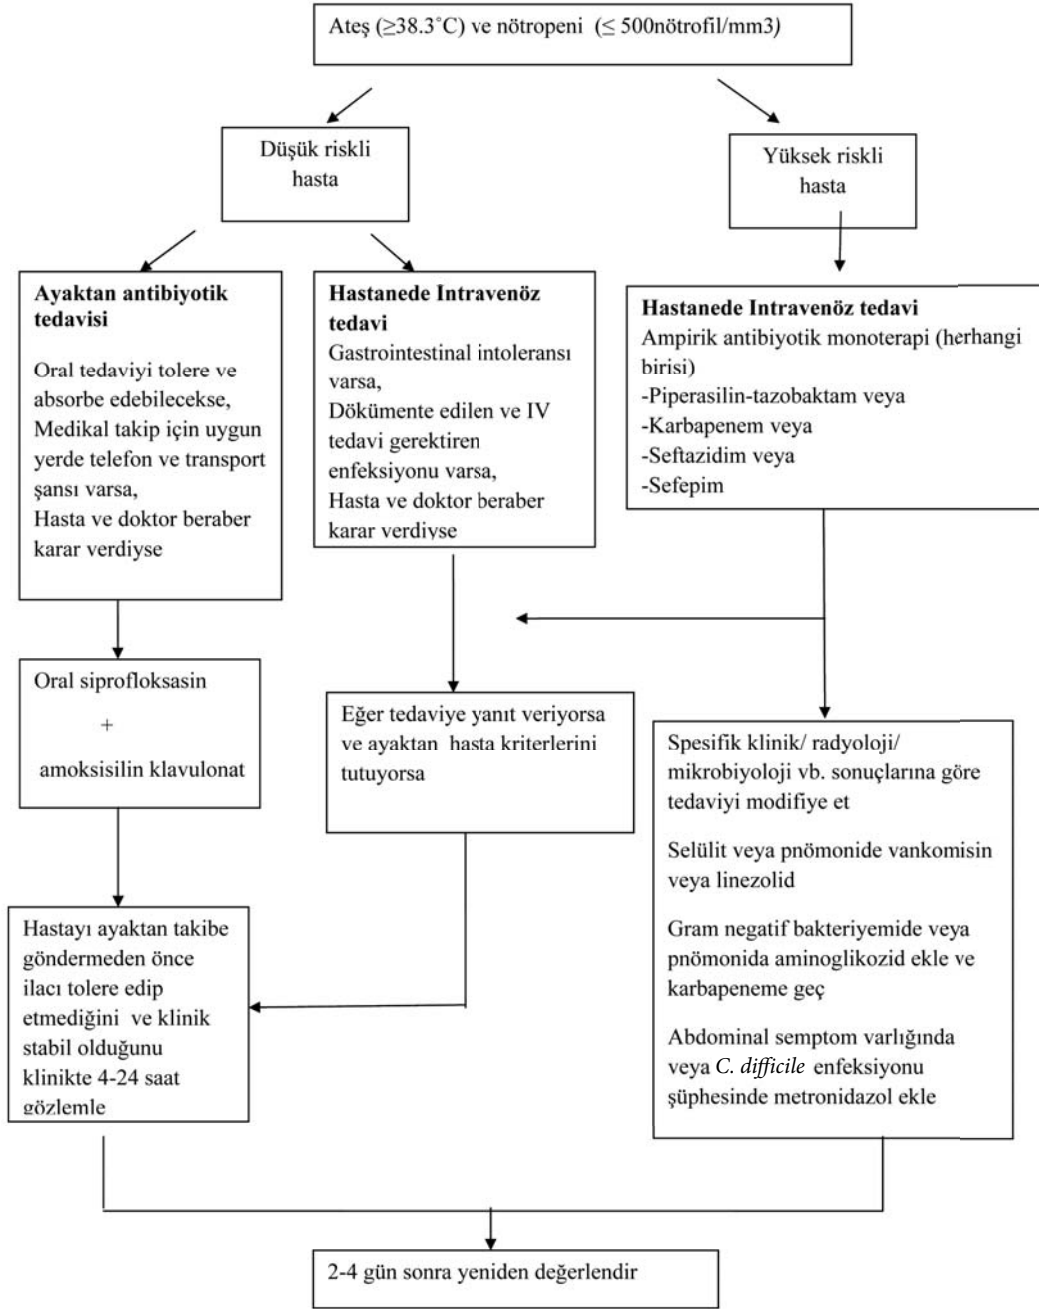 Ateş (≥38.3˚C) ve nötropeni (≤ 500nötrofil/mm3)
Düşük riskli
hasta
Yüksek riskli
hasta
Ayaktan antibiyotik
tedavisi
Oral tedaviyi tolere ve
absorbe edebilecekse,
Medikal takip için uygun
yerde telefon ve transport
şansı varsa,
Hasta ve doktor beraber
karar verdiyse
Hastanede Intravenöz
tedavi
Gastrointestinal intoleransı
varsa,
Dökümente edilen ve IV
tedavi gerektiren
enfeksiyonu varsa,
Hasta ve doktor beraber
karar verdiyse
Hastanede Intravenöz tedavi
Ampirik antibiyotik monoterapi (herhangi
birisi)
-Piperasilin-tazobaktam veya
-Karbapenem veya
-Seftazidim veya
-Sefepim
Oral siprofloksasin
+
amoksisilin klavulonat
Eğer tedaviye yanıt veriyorsa
ve ayaktan hasta kriterlerini
tutuyorsa
Spesifik klinik/ radyoloji/
mikrobiyoloji vb. sonuçlarına göre
tedaviyi modifiye et
Selülit veya pnömonide vankomisin
veya linezolid
Gram negatif bakteriyemide veya
pnömonida aminoglikozid ekle ve
karbapeneme geç
Abdominal semptom varlığında
veya C. difficile enfeksiyonu
şüphesinde metronidazol ekle
Hastayı ayaktan takibe
göndermeden önce
ilacı tolere edip
etmediğini ve klinik
stabil olduğunu
klinikte 4-24 saat
gözlemle
2-4 gün sonra yeniden değerlendir